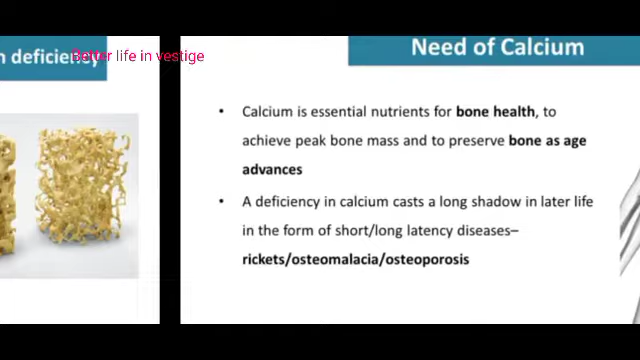 n deficiency
Better life in vestige
Need of Calcium
• Calcium is essential nutrients for bone health, to
achieve peak bone mass and to preserve bone as age
advances
• A deficiency in calcium casts a long shadow in later life
in the form of short/long latency diseases–
rickets/osteomalacia/osteoporosis